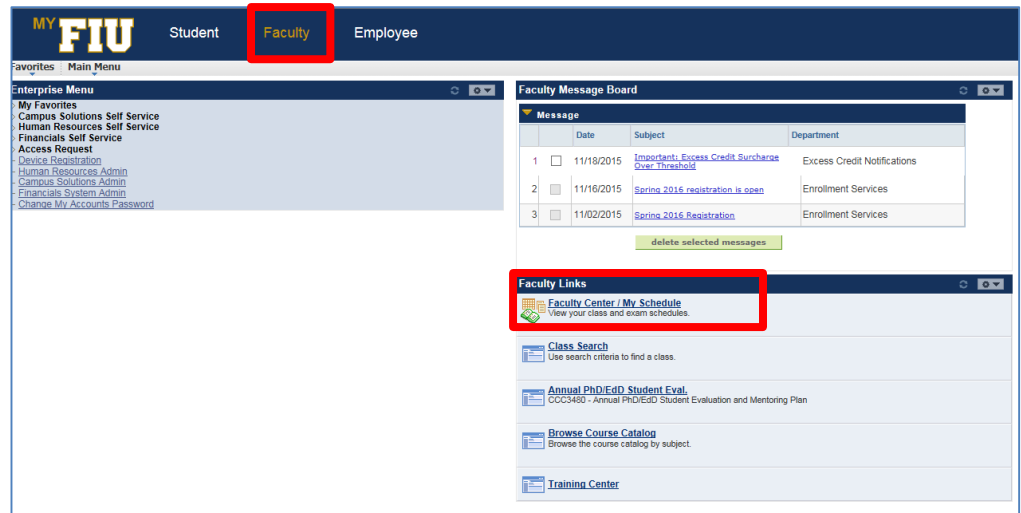 MY FIU Student Faculty Employee
Favorites Main Menu
Enterprise Menu
My Favorites
Campus Solutions Self Service
Human Resources Self Service
Financials Self Service
Access Request
Device Registration
Human Resources Admin
Campus Solutions Admin
Financials System Admin
Change My Accounts Password
Faculty Message Board
Message
Date Subject Department
1 11/18/2015 Important: Excess Credit Surcharge Excess Credit Notifications
Over Threshold
2 11/16/2015 Spring 2016 registration is open Enrollment Services
3 11/02/2015 Spring 2016 Registration Enrollment Services
delete selected messages
Faculty Links
Faculty Center / My Schedule
View your class and exam schedules.
Class Search
Use search criteria to find a class.
Annual PhD/EdD Student Eval.
CCC3480 - Annual PhD/EdD Student Evaluation and Mentoring Plan
Browse Course Catalog
Browse the course catalog by subject.
Training Center